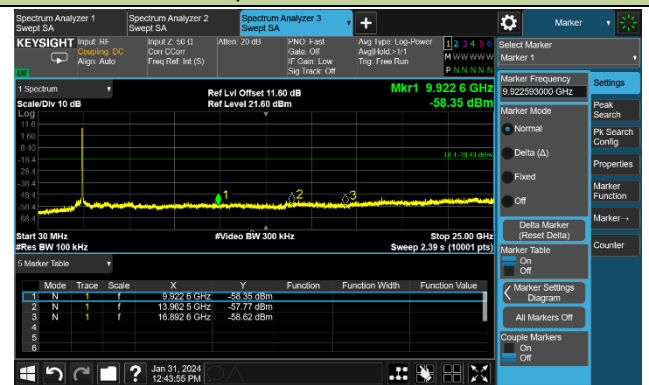 Spectrum Analyzer 1
Swept SA
Spectrum Analyzer 2
Swept SA
Spectrum Analyzer 3
Swept SA
Marker
KEYSIGHT
Input: RF
Coupling: DC
Align: Auto
Input Z: 50 Ω
Corr CCorr
Freq Ref: Int (S)
Atten: 20 dB
PNO: Fast
Gate: Off
IF Gain: Low
Sig Track: Off
Avg Type: Log-Power
Avg|Hold:>1/1
Trig: Free Run
1 2 3 4 5 6
M W W W W W
P N N N N N
Select Marker
Marker 1
1 Spectrum
Scale/Div 10 dB
Ref Lvl Offset 11.60 dB
Ref Level 21.60 dBm
Mkr1 9.922 6 GHz
-58.35 dBm
Log
11.6
1.60
-8.40
-18.4
-28.4
-38.4
-48.4
-58.4
-68.4
DL1 -18.43 dBm
1
2
3
Start 30 MHz
#Video BW 300 kHz
Stop 25.00 GHz
#Res BW 100 kHz
Sweep 2.39 s (10001 pts)
5 Marker Table
Mode Trace Scale X Y Function Function Width Function Value
1 N 1 f 9.922 6 GHz -58.35 dBm
2 N 1 f 13.962 5 GHz -57.77 dBm
3 N 1 f 16.892 6 GHz -58.62 dBm
4
5
6
Marker Frequency
9.922593000 GHz
Marker Mode
Normal
Delta (Δ)
Fixed
Off
Delta Marker
(Reset Delta)
Marker Table
On
Off
Marker Settings
Diagram
All Markers Off
Couple Markers
On
Off
Settings
Peak
Search
Pk Search
Config
Properties
Marker
Function
Marker→
Counter
Jan 31, 2024
12:43:55 PM